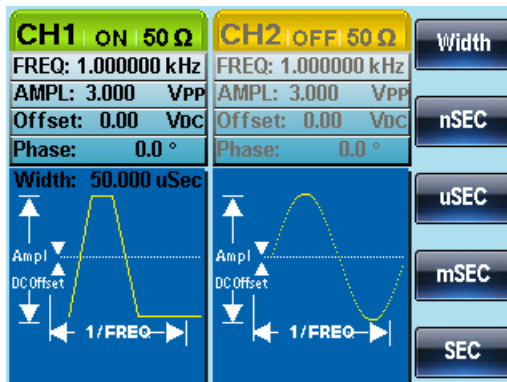 CH1 ON 50 Ω
FREQ: 1.000000 kHz
AMPL: 3.000 VPP
Offset: 0.00 VDC
Phase: 0.0 °
Width: 50.000 uSec
Ampl
DC Offset
1/FREQ
CH2 OFF 50 Ω
FREQ: 1.000000 kHz
AMPL: 3.000 VPP
Offset: 0.00 VDC
Phase: 0.0 °
Ampl
DC Offset
1/FREQ
Width
nSEC
uSEC
mSEC
SEC